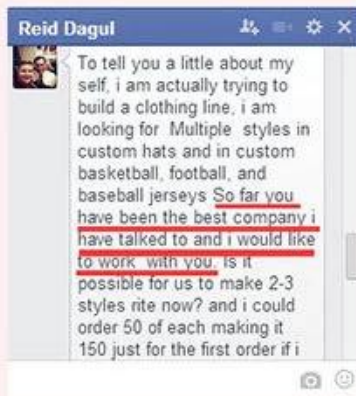 Reid Dagul
To tell you a little about my
self, i am actually trying to
build a clothing line, i am
looking for Multiple styles in
custom hats and in custom
basketball, football, and
baseball jerseys So far you
have been the best company i
have talked to and i would like
to work with you. Is it
possible for us to make 2-3
styles rite now? and i could
order 50 of each making it
150 just for the first order if i